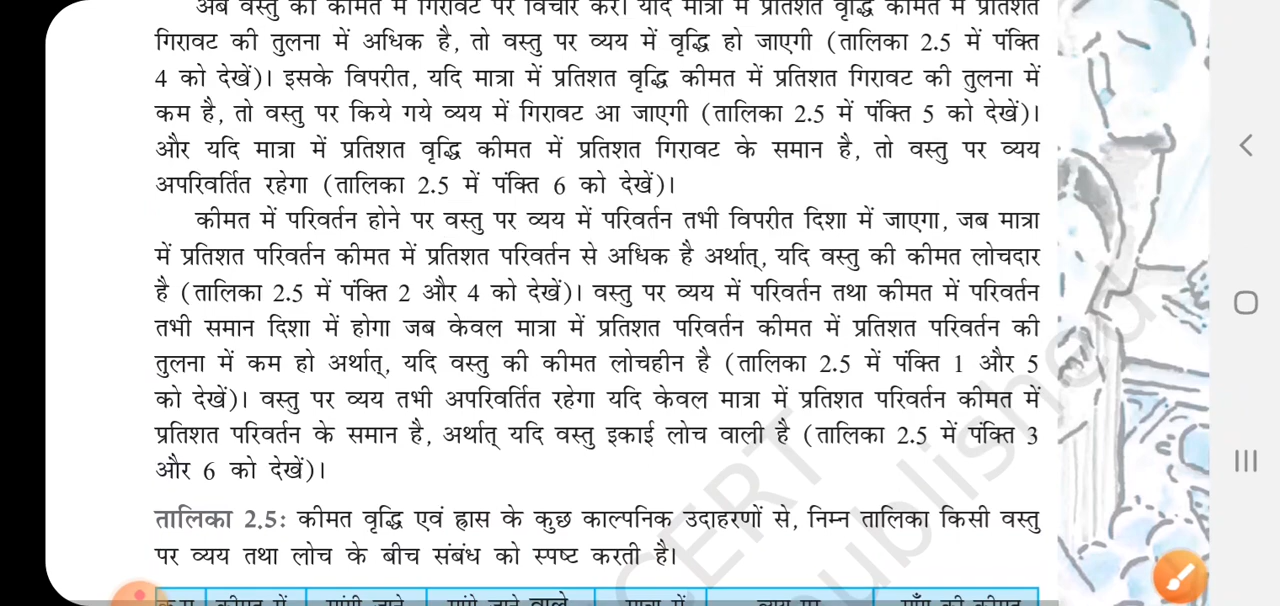 अब वस्तु की कीमत में गिरावट पर विचार करें। यदि मात्रा में प्रतिशत वृद्धि कीमत में प्रतिशत
गिरावट की तुलना में अधिक है, तो वस्तु पर व्यय में वृद्धि हो जाएगी (तालिका 2.5 में पंक्ति
4 को देखें)। इसके विपरीत, यदि मात्रा में प्रतिशत वृद्धि कीमत में प्रतिशत गिरावट की तुलना में
कम है, तो वस्तु पर किये गये व्यय में गिरावट आ जाएगी (तालिका 2.5 में पंक्ति 5 को देखें)।
और यदि मात्रा में प्रतिशत वृद्धि कीमत में प्रतिशत गिरावट के समान है, तो वस्तु पर व्यय
अपरिवर्तित रहेगा (तालिका 2.5 में पंक्ति 6 को देखें)।
कीमत में परिवर्तन होने पर वस्तु पर व्यय में परिवर्तन तभी विपरीत दिशा में जाएगा, जब मात्रा
में प्रतिशत परिवर्तन कीमत में प्रतिशत परिवर्तन से अधिक है अर्थात्, यदि वस्तु की कीमत लोचदार
है (तालिका 2.5 में पंक्ति 2 और 4 को देखें)। वस्तु पर व्यय में परिवर्तन तथा कीमत में परिवर्तन
तभी समान दिशा में होगा जब केवल मात्रा में प्रतिशत परिवर्तन कीमत में प्रतिशत परिवर्तन की
तुलना में कम हो अर्थात्, यदि वस्तु की कीमत लोचहीन है (तालिका 2.5 में पंक्ति 1 और 5
को देखें)। वस्तु पर व्यय तभी अपरिवर्तित रहेगा यदि केवल मात्रा में प्रतिशत परिवर्तन कीमत में
प्रतिशत परिवर्तन के समान है, अर्थात् यदि वस्तु इकाई लोच वाली है (तालिका 2.5 में पंक्ति 3
और 6 को देखें)।
तालिका 2.5: कीमत वृद्धि एवं ह्रास के कुछ काल्पनिक उदाहरणों से, निम्न तालिका किसी वस्तु
पर व्यय तथा लोच के बीच संबंध को स्पष्ट करती है।
कीमत में मांगी जाने मांगे जाने वाले मात्रा में व्यय पर माँग की कीमत
CERT
published